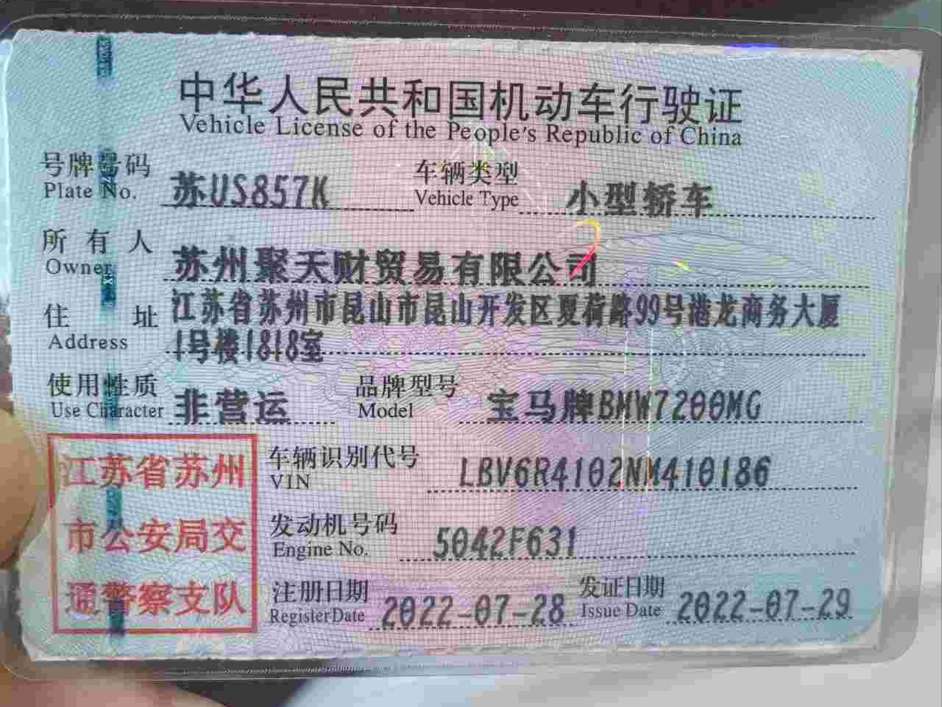 中华人民共和国机动车行驶证
Vehicle License of the People's Republic of China
号牌号码 苏US857K 车辆类型 小型轿车
Plate No. Vehicle Type
所有人 苏州聚天财贸易有限公司
Owner
住址 江苏省苏州市昆山市昆山开发区夏荷路99号港龙商务大厦
Address 1号楼1818室
使用性质 非营运 品牌型号 宝马牌BMW7200MG
Use Character Model
江苏省苏州
市公安局交
通警察支队
车辆识别代号 LBV6R4102NM410186
VIN
发动机号码 5042F631
Engine No.
注册日期 2022-07-28 发证日期 2022-07-29
Register Date Issue Date